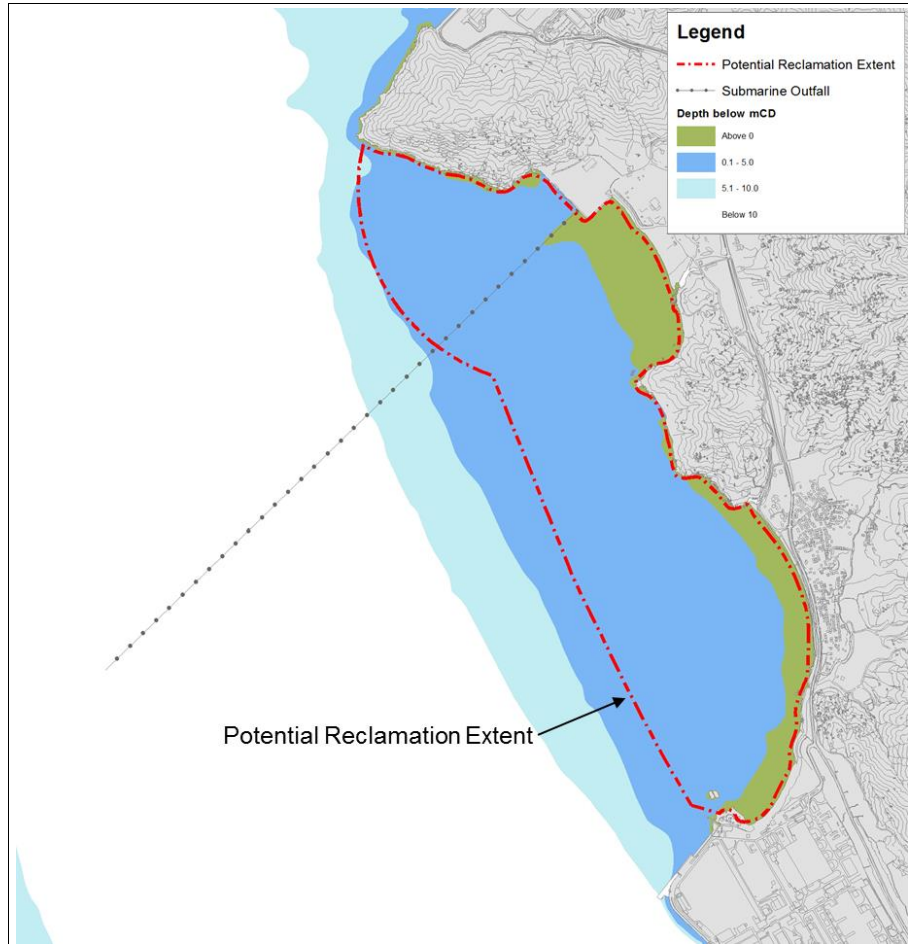 Legend
Potential Reclamation Extent
Submarine Outfall
Depth below mCD
Above 0
0.1 - 5.0
5.1 - 10.0
Below 10
Potential Reclamation Extent